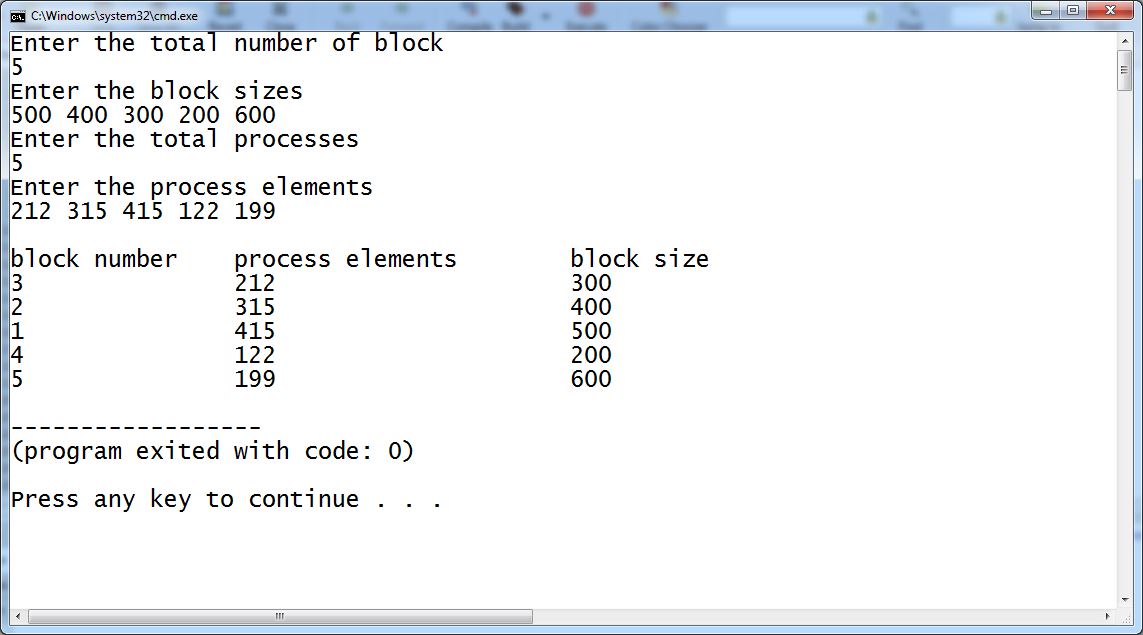 C:\Windows\system32\cmd.exe
Enter the total number of block
5
Enter the block sizes
500 400 300 200 600
Enter the total processes
5
Enter the process elements
212 315 415 122 199
block number process elements block size
3 212 300
2 315 400
1 415 500
4 122 200
5 199 600
------------------
(program exited with code: 0)
Press any key to continue . . .